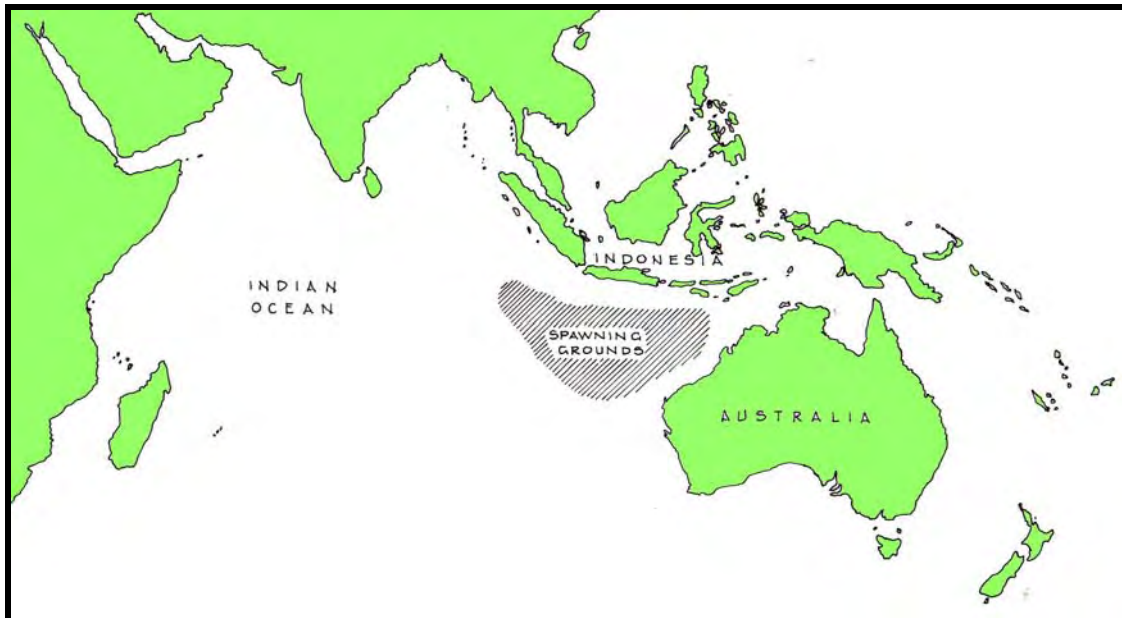 INDONESIA
INDIAN
OCEAN
SPAWNING
GROUNDS
AUSTRALIA